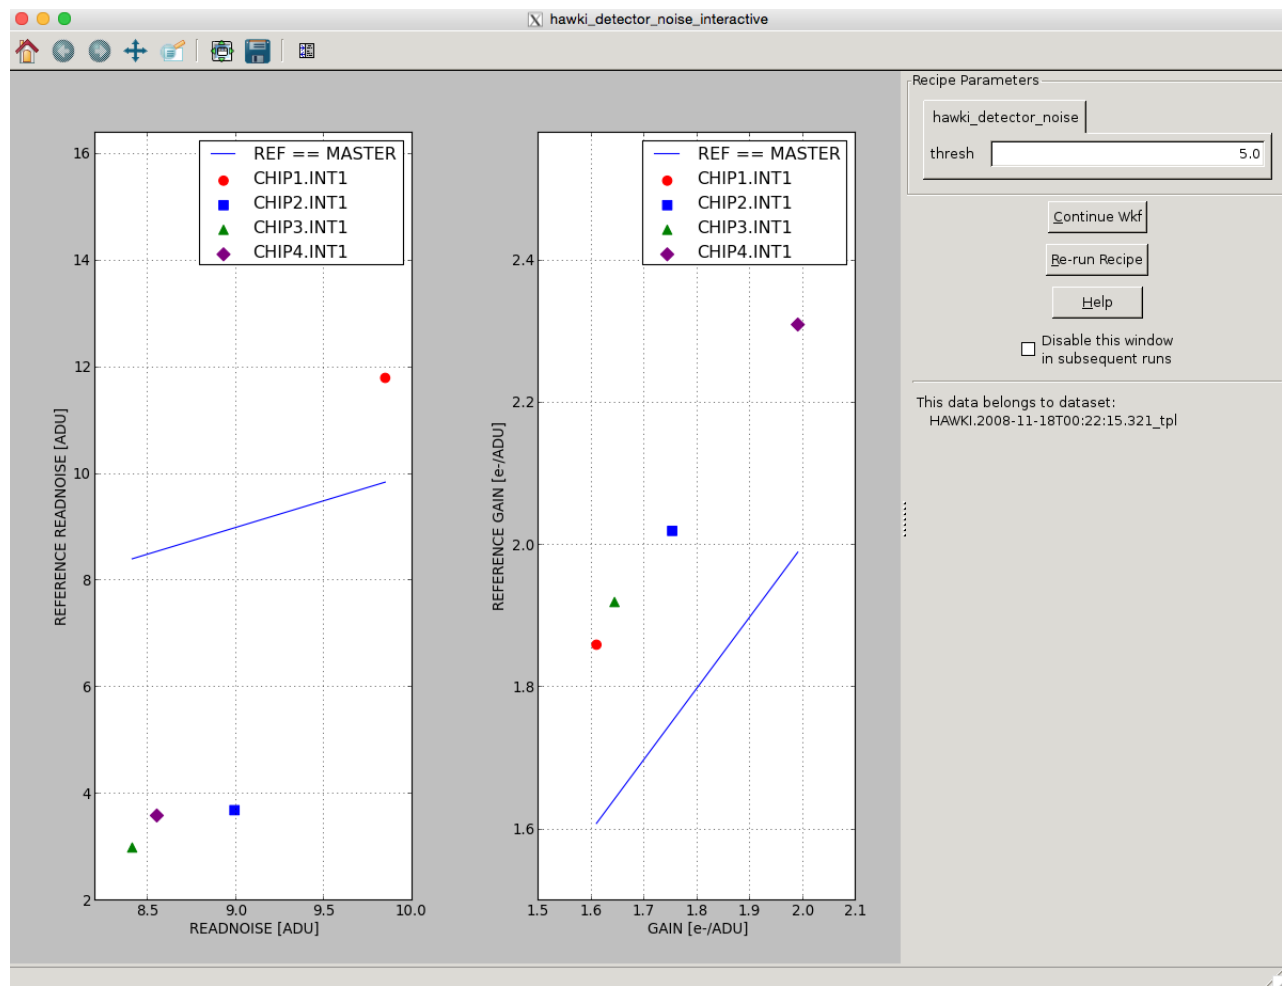 hawki_detector_noise_interactive
REF == MASTER
CHIP1.INT1
CHIP2.INT1
CHIP3.INT1
CHIP4.INT1
16
14
12
10
8
6
4
2
REFERENCE READNOISE [ADU]
8.5 9.0 9.5 10.0
READNOISE [ADU]
REF == MASTER
CHIP1.INT1
CHIP2.INT1
CHIP3.INT1
CHIP4.INT1
2.4
2.2
2.0
1.8
1.6
REFERENCE GAIN [e-/ADU]
1.5 1.6 1.7 1.8 1.9 2.0 2.1
GAIN [e-/ADU]
Recipe Parameters
hawki_detector_noise
thresh 5.0
Continue Wkf
Re-run Recipe
Help
Disable this window
in subsequent runs
This data belongs to dataset:
HAWKI.2008-11-18T00:22:15.321_tpl